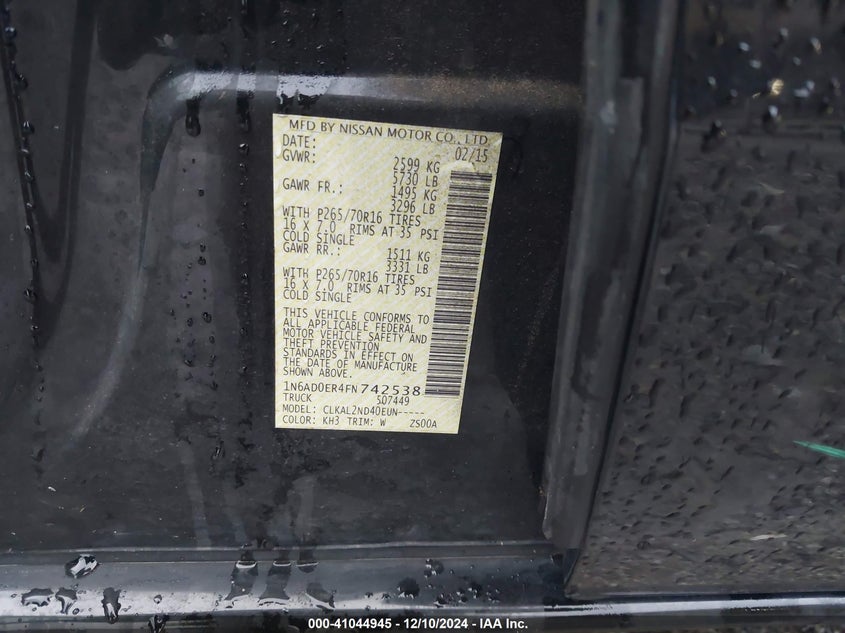 MFD BY NISSAN MOTOR CO., LTD.
DATE: 02/15
GVWR: 2599 KG
5730 LB
GAWR FR.: 1495 KG
3296 LB
WITH P265/70R16 TIRES
16 X 7.0 RIMS AT 35 PSI
COLD SINGLE
GAWR RR.: 1511 KG
3331 LB
WITH P265/70R16 TIRES
16 X 7.0 RIMS AT 35 PSI
COLD SINGLE
THIS VEHICLE CONFORMS TO
ALL APPLICABLE FEDERAL
MOTOR VEHICLE SAFETY AND
THEFT PREVENTION
STANDARDS IN EFFECT ON
THE DATE OF MANUFACTURE
SHOWN ABOVE.
1N6AD0ER4FN742538
TRUCK S07449
MODEL: CLKAL2ND40EUN-----
COLOR: KH3 TRIM: W ZS00A
000-41044945 - 12/10/2024 - IAA Inc.